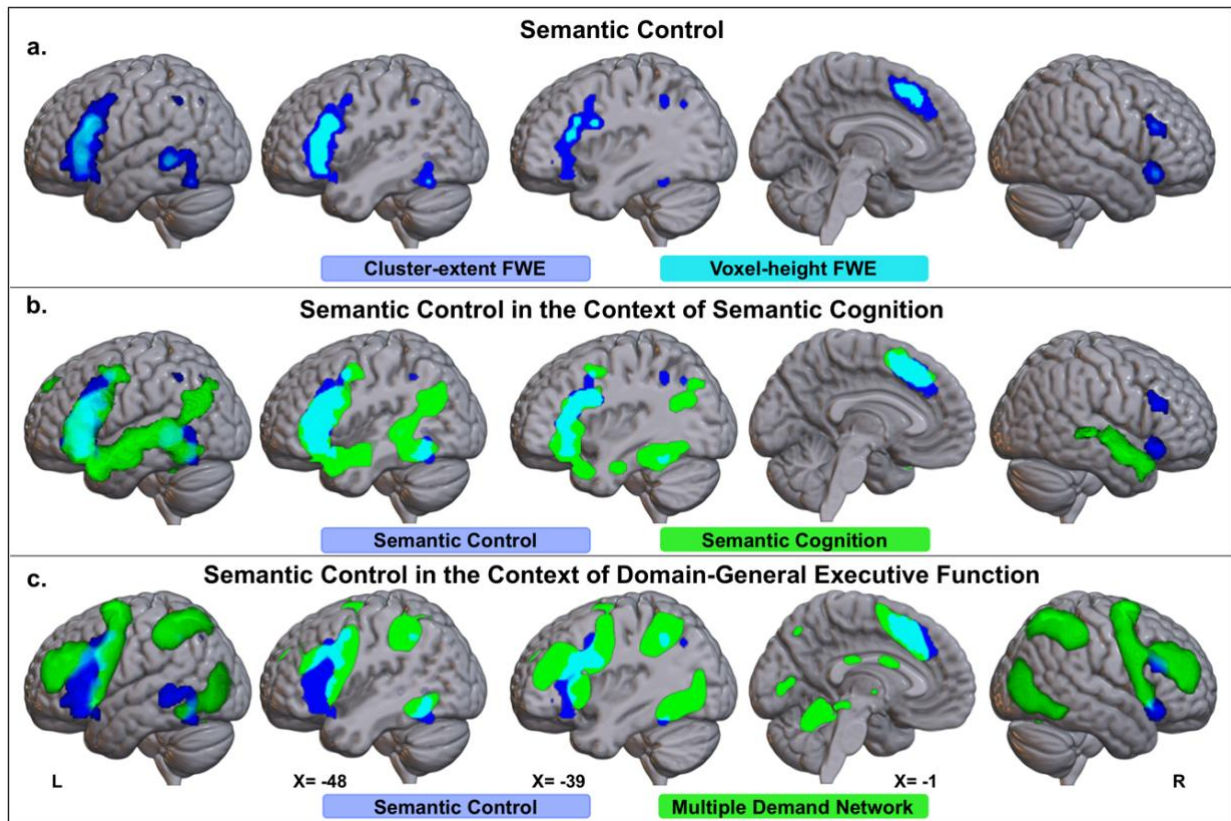 Semantic Control
a.
Cluster-extent FWE
Voxel-height FWE
b.
Semantic Control in the Context of Semantic Cognition
Semantic Control
Semantic Cognition
c.
Semantic Control in the Context of Domain-General Executive Function
L
X= -48
X= -39
X= -1
R
Semantic Control
Multiple Demand Network